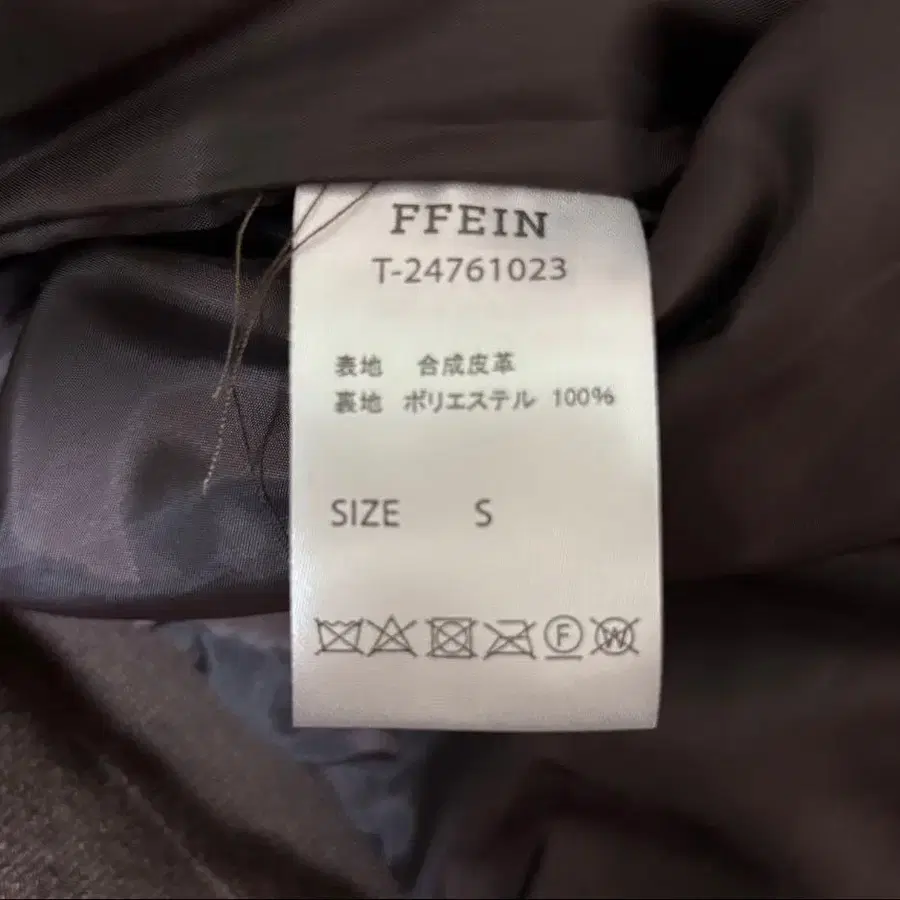 FFEIN
T-24761023
表地 合成皮革
裏地 ポリエステル 100%
SIZE S
F W